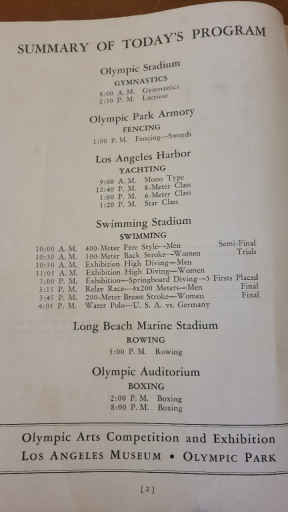 SUMMARY OF TODAY'S PROGRAM
Olympic Stadium
GYMNASTICS
8:00 A. M. Gymnastics
2:30 P. M. Lacrosse
Olympic Park Armory
FENCING
1:00 P. M. Fencing—Swords
Los Angeles Harbor
YACHTING
9:00 A. M. Mono Type
12:40 P. M. 8-Meter Class
1:00 P. M. 6-Meter Class
1:20 P. M. Star Class
Swimming Stadium
SWIMMING
10:00 A. M. 400-Meter Free Style—Men Semi-Final
10:30 A. M. 100-Meter Back Stroke—Women Trials
10:50 A. M. Exhibition High Diving—Men
11:05 A. M. Exhibition High Diving—Women
3:00 P. M. Exhibition—Springboard Diving—5 Firsts Placed
3:15 P. M. Relay Race—4x200 Meters—Men Final
3:45 P. M. 200-Meter Breast Stroke—Women Final
4:05 P. M. Water Polo—U. S. A. vs. Germany
Long Beach Marine Stadium
ROWING
3:00 P. M. Rowing
Olympic Auditorium
BOXING
2:00 P. M. Boxing
8:00 P. M. Boxing
Olympic Arts Competition and Exhibition
LOS ANGELES MUSEUM • OLYMPIC PARK
[2]